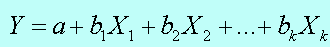 Y = a + b₁X₁ + b₂X₂ + ... + bₖXₖ